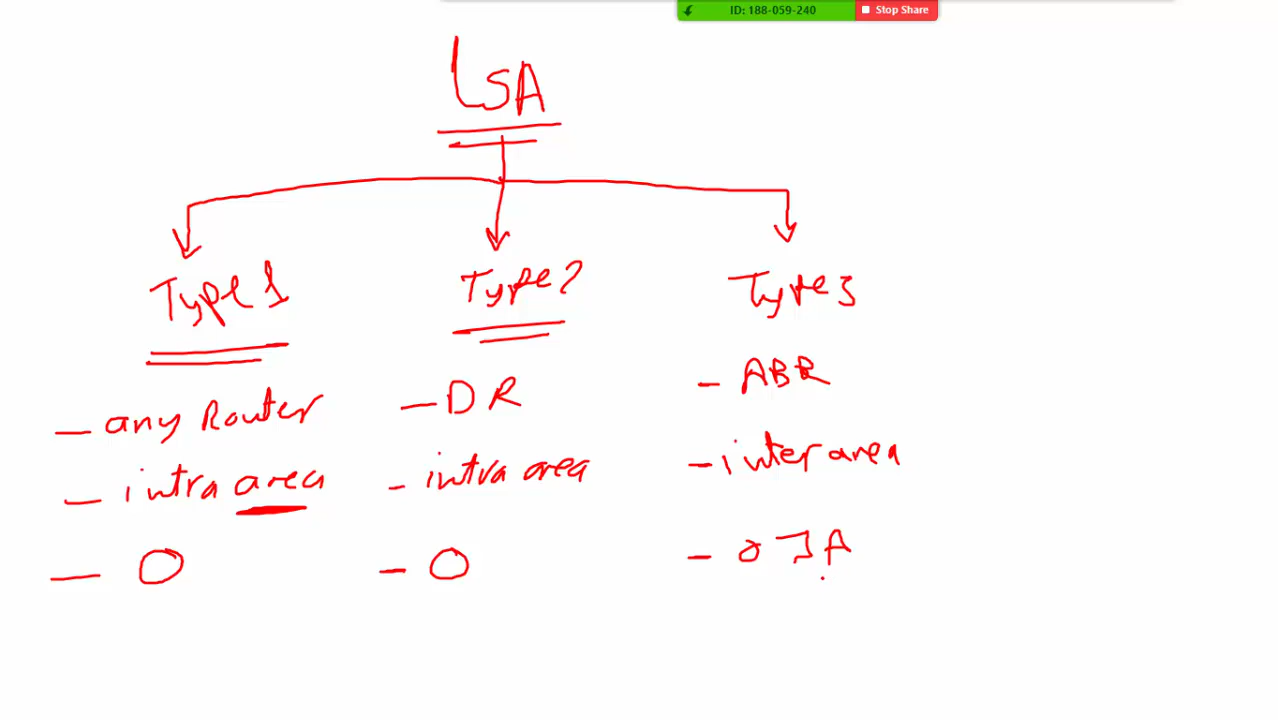 ID: 188-059-240 Stop Share
LSA
Type 1 Type 2 Type 3
- any Router - DR - ABR
- intra area - intra area - inter area
- O - O - O IA